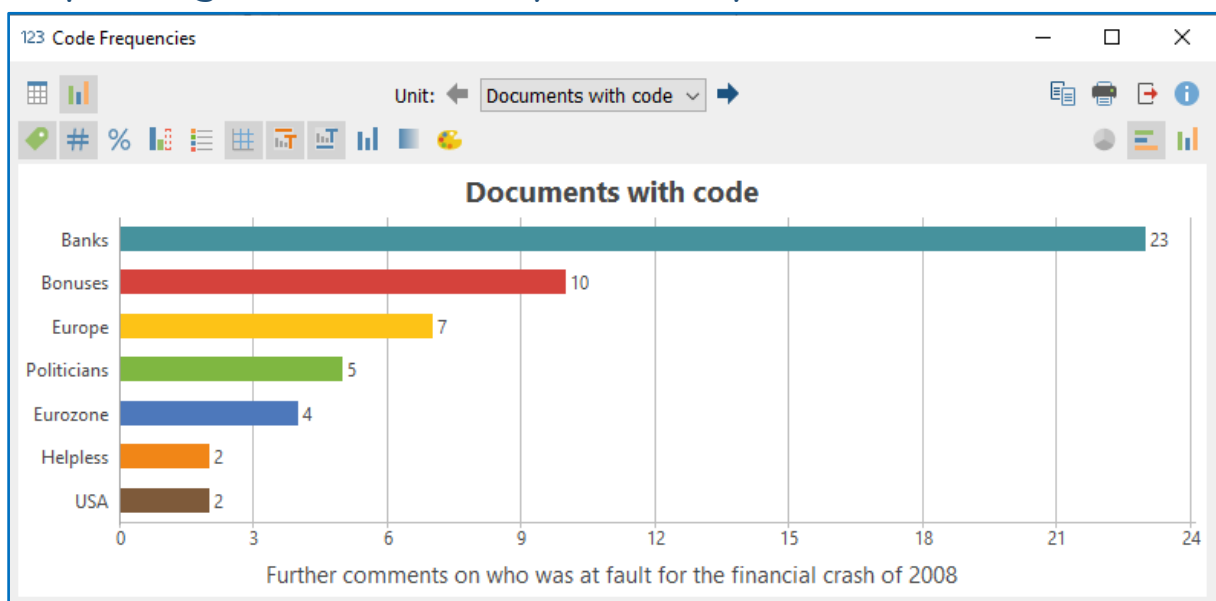 123 Code Frequencies
Unit: Documents with code
# %
Documents with code
Banks 23
Bonuses 10
Europe 7
Politicians 5
Eurozone 4
Helpless 2
USA 2
0 3 6 9 12 15 18 21 24
Further comments on who was at fault for the financial crash of 2008